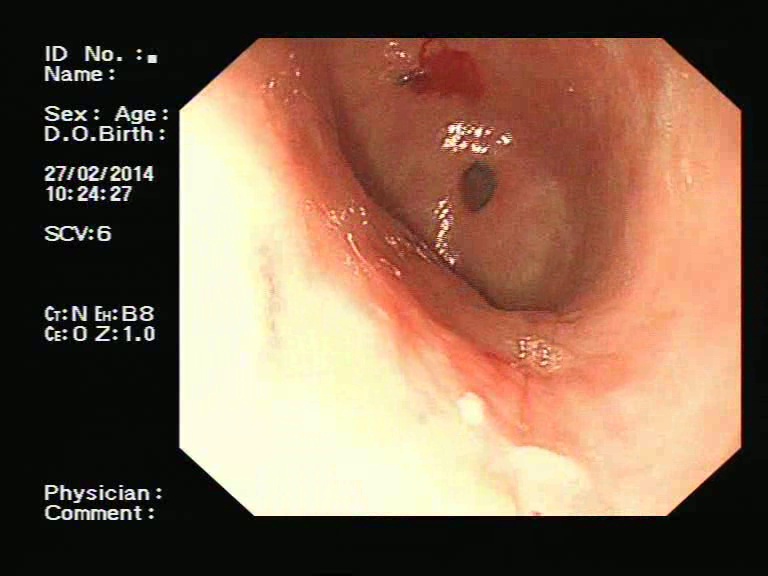 ID No. :
Name:
Sex: Age:
D.O.Birth:
27/02/2014
10:24:27
SCV:6
CT:N EH:B8
CE:0 Z:1.0
Physician:
Comment: